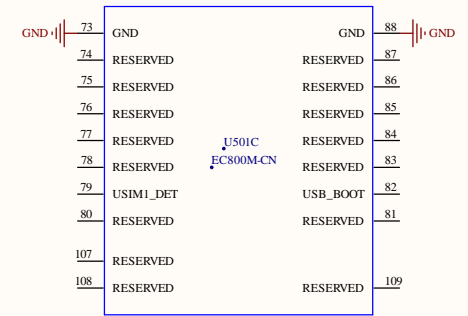 GND 73 GND GND 88 GND
74 RESERVED RESERVED 87
75 RESERVED RESERVED 86
76 RESERVED RESERVED 85
77 RESERVED RESERVED 84
U501C
EC800M-CN
78 RESERVED RESERVED 83
79 USIM1_DET USB_BOOT 82
80 RESERVED RESERVED 81
107 RESERVED
108 RESERVED RESERVED 109